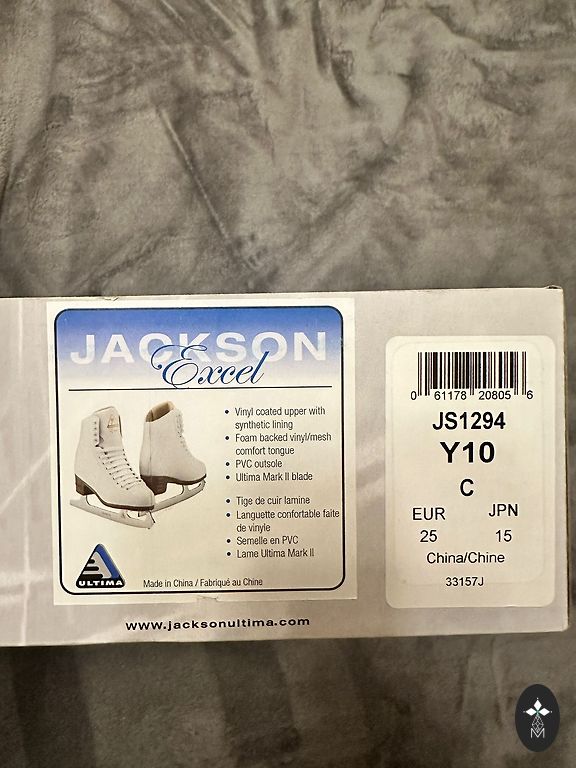 JACKSON
Excel
• Vinyl coated upper with
synthetic lining
• Foam backed vinyl/mesh
comfort tongue
• PVC outsole
• Ultima Mark II blade
• Tige de cuir lamine
• Languette confortable faite
de vinyle
• Semelle en PVC
• Lame Ultima Mark II
ULTIMA
Made in China / Fabriqué au Chine
www.jacksonultima.com
0 61178 20805 6
JS1294
Y10
C
EUR JPN
25 15
China/Chine
33157J
M